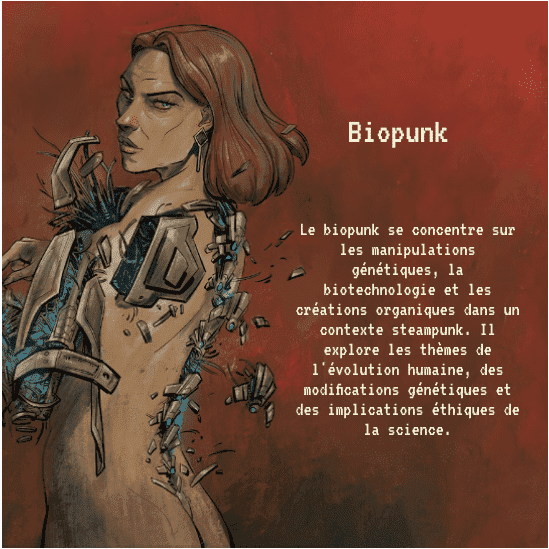 Biopunk
Le biopunk se concentre sur
les manipulations
génétiques, la
biotechnologie et les
créations organiques dans un
contexte steampunk. Il
explore les thèmes de
l'évolution humaine, des
modifications génétiques et
des implications éthiques de
la science.